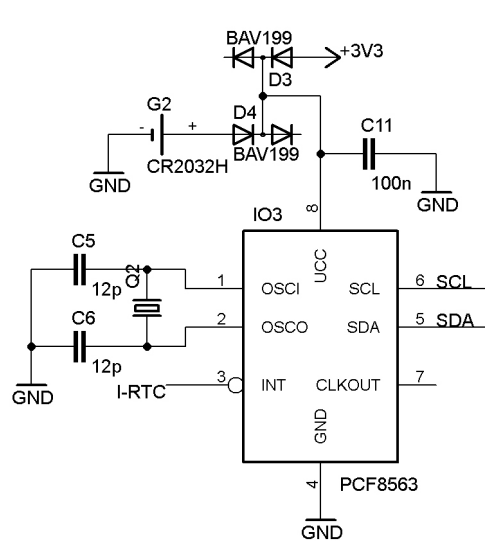 BAV199
+3V3
D3
G2
D4
- +
C11
CR2032H
BAV199
100n
GND
GND
IO3
8
UCC
C5
Q2
12p
1
OSCI
SCL
6
SCL
C6
2
OSCO
SDA
5
SDA
12p
I-RTC
3
INT
CLKOUT
7
GND
GND
4
PCF8563
GND